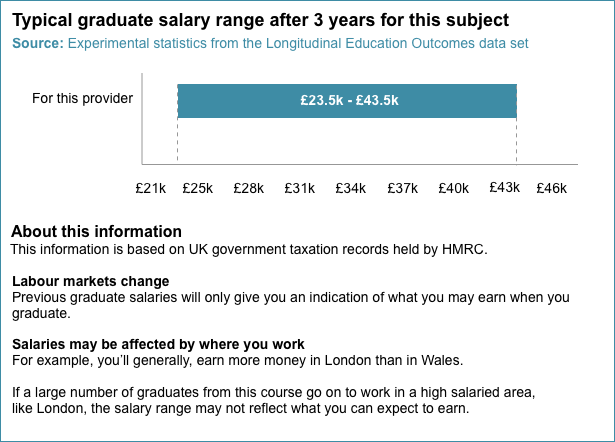 Typical graduate salary range after 3 years for this subject
Source: Experimental statistics from the Longitudinal Education Outcomes data set
For this provider
£23.5k - £43.5k
£21k £25k £28k £31k £34k £37k £40k £43k £46k
About this information
This information is based on UK government taxation records held by HMRC.
Labour markets change
Previous graduate salaries will only give you an indication of what you may earn when you
graduate.
Salaries may be affected by where you work
For example, you’ll generally, earn more money in London than in Wales.
If a large number of graduates from this course go on to work in a high salaried area,
like London, the salary range may not reflect what you can expect to earn.